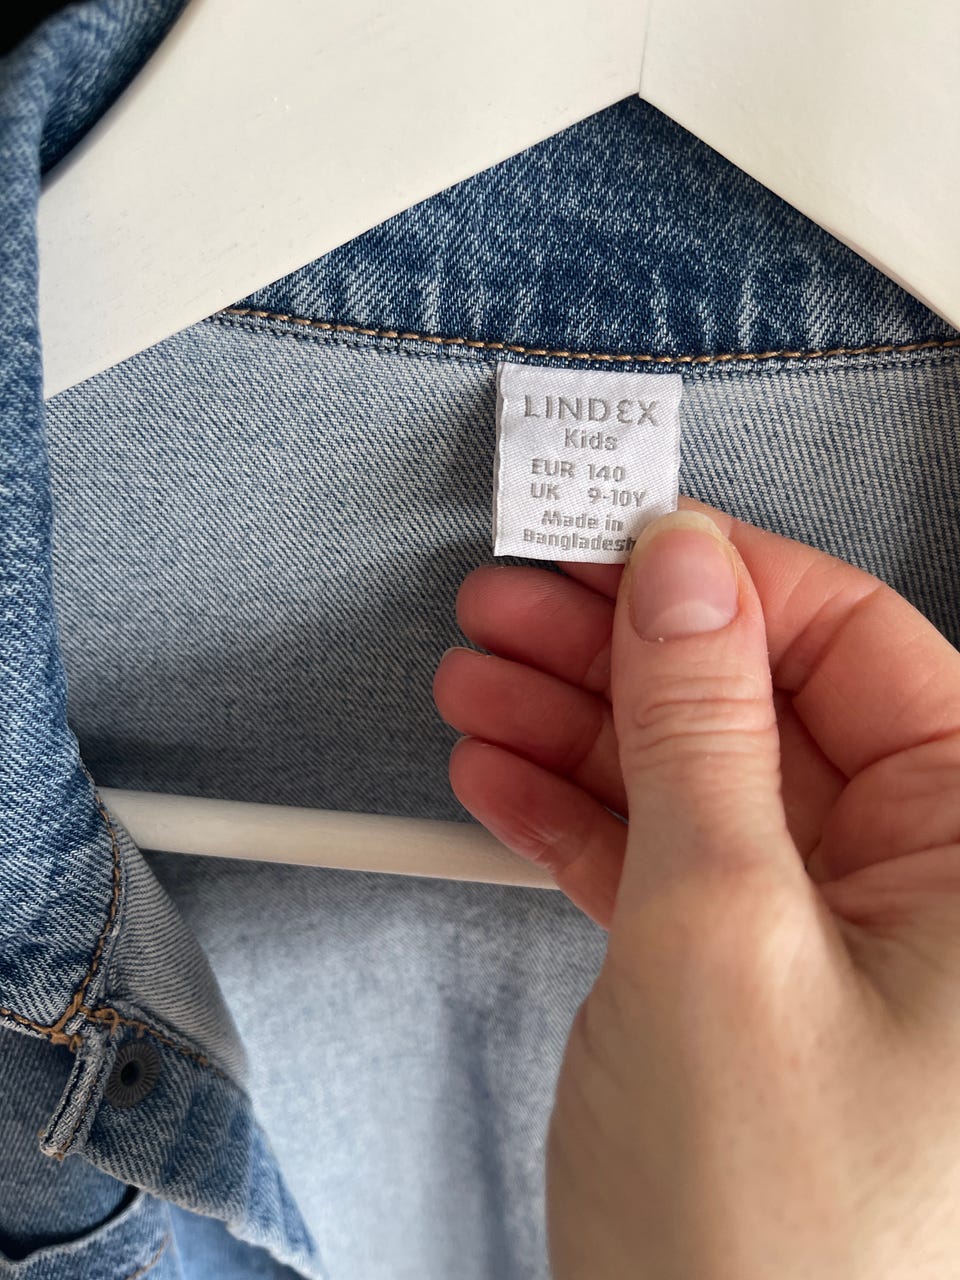 LINDEX
Kids
EUR 140
UK 9-10Y
Made in
Bangladesh